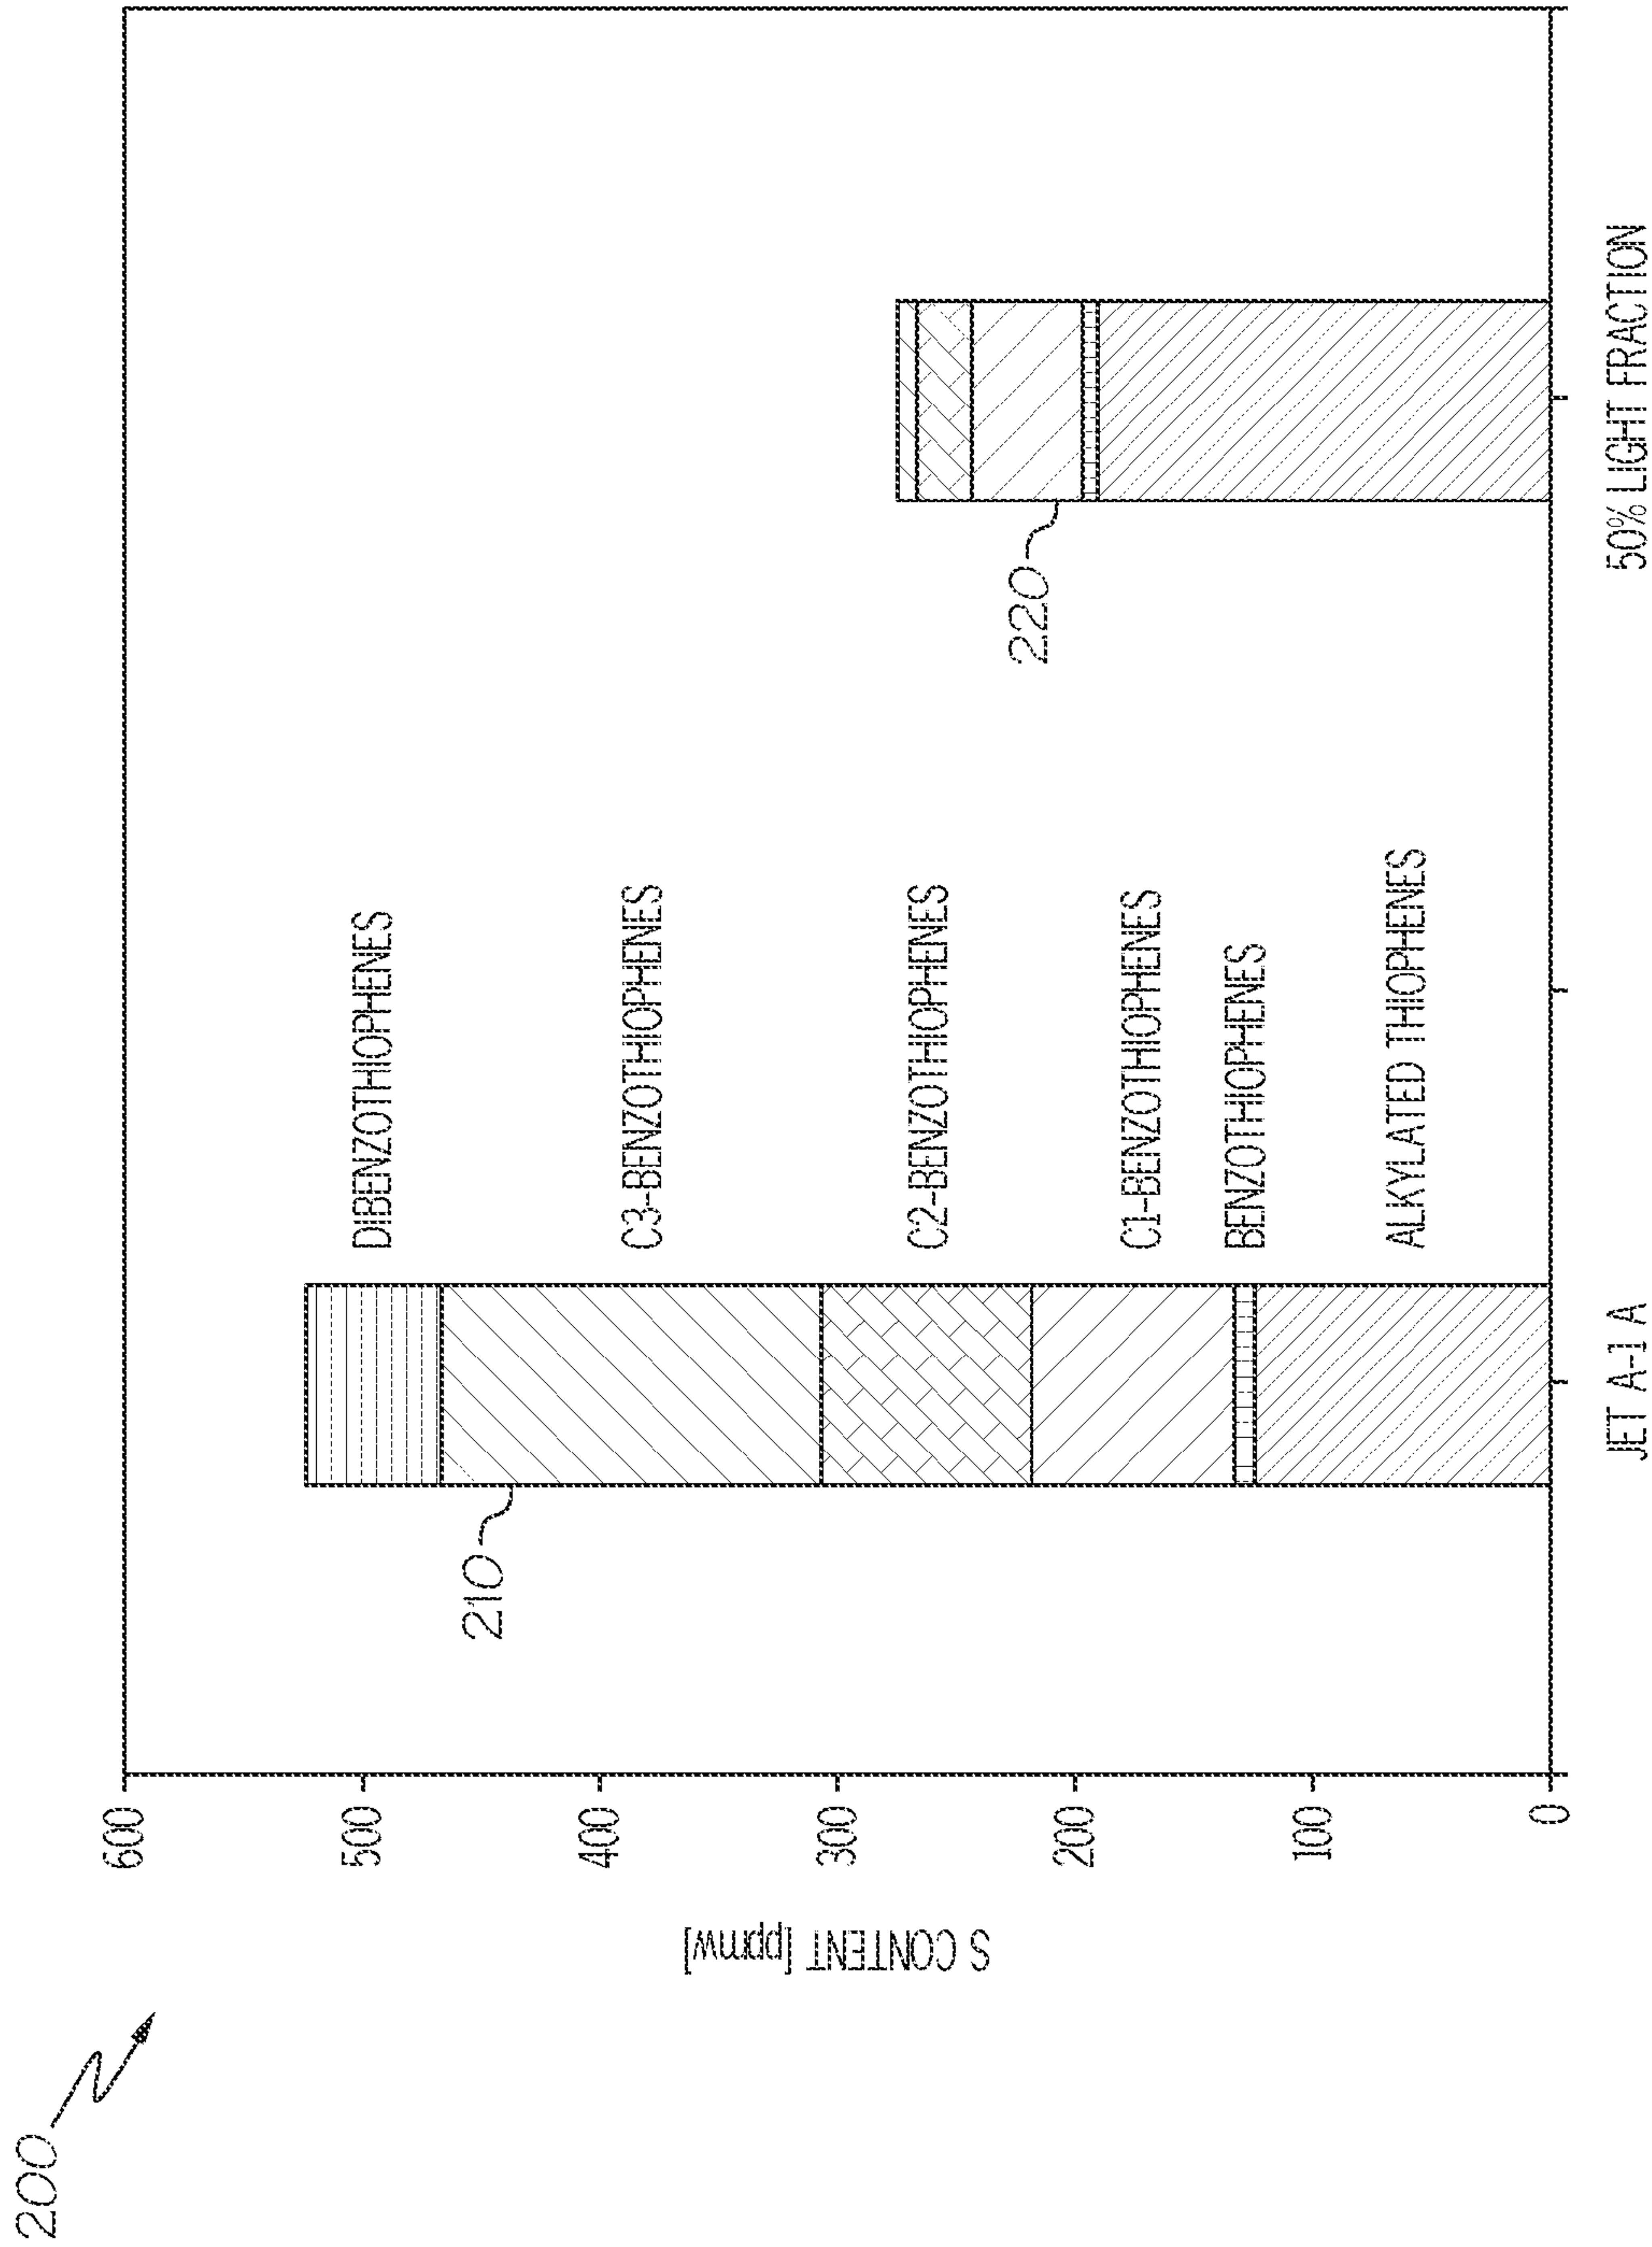 200
S CONTENT [ppmw]
600
500
400
300
200
100
0
210
DIBENZOTHIOPHENES
C3-BENZOTHIOPHENES
C2-BENZOTHIOPHENES
C1-BENZOTHIOPHENES
BENZOTHIOPHENES
ALKYLATED THIOPHENES
220
JET A-1 A
50% LIGHT FRACTION